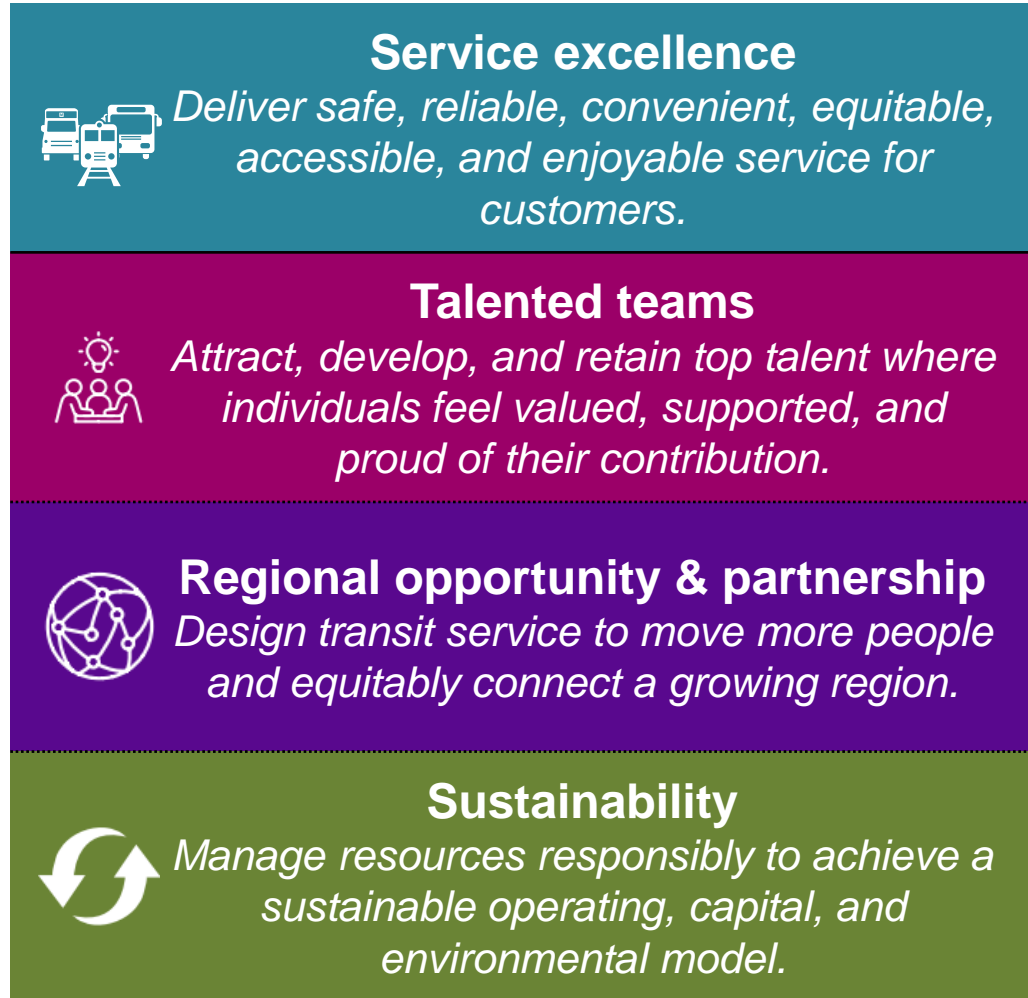 Service excellence
Deliver safe, reliable, convenient, equitable,
accessible, and enjoyable service for
customers.
Talented teams
Attract, develop, and retain top talent where
individuals feel valued, supported, and
proud of their contribution.
Regional opportunity & partnership
Design transit service to move more people
and equitably connect a growing region.
Sustainability
Manage resources responsibly to achieve a
sustainable operating, capital, and
environmental model.